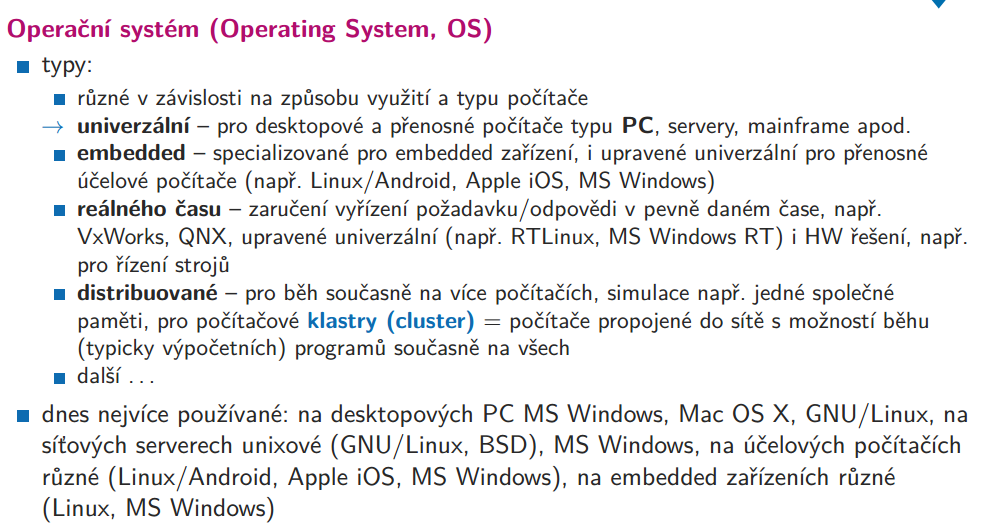 Operační systém (Operating System, OS)
typy:
různé v závislosti na způsobu využití a typu počítače
→ univerzální – pro desktopové a přenosné počítače typu PC, servery, mainframe apod.
embedded – specializované pro embedded zařízení, i upravené univerzální pro přenosné
účelové počítače (např. Linux/Android, Apple iOS, MS Windows)
reálného času – zaručení vyřízení požadavku/odpovědi v pevně daném čase, např.
VxWorks, QNX, upravené univerzální (např. RTLinux, MS Windows RT) i HW řešení, např.
pro řízení strojů
distribuované – pro běh současně na více počítačích, simulace např. jedné společné
paměti, pro počítačové klastry (cluster) = počítače propojené do sítě s možností běhu
(typicky výpočetních) programů současně na všech
další ...
dnes nejvíce používané: na desktopových PC MS Windows, Mac OS X, GNU/Linux, na
síťových serverech unixové (GNU/Linux, BSD), MS Windows, na účelových počítačích
různé (Linux/Android, Apple iOS, MS Windows), na embedded zařízeních různé
(Linux, MS Windows)